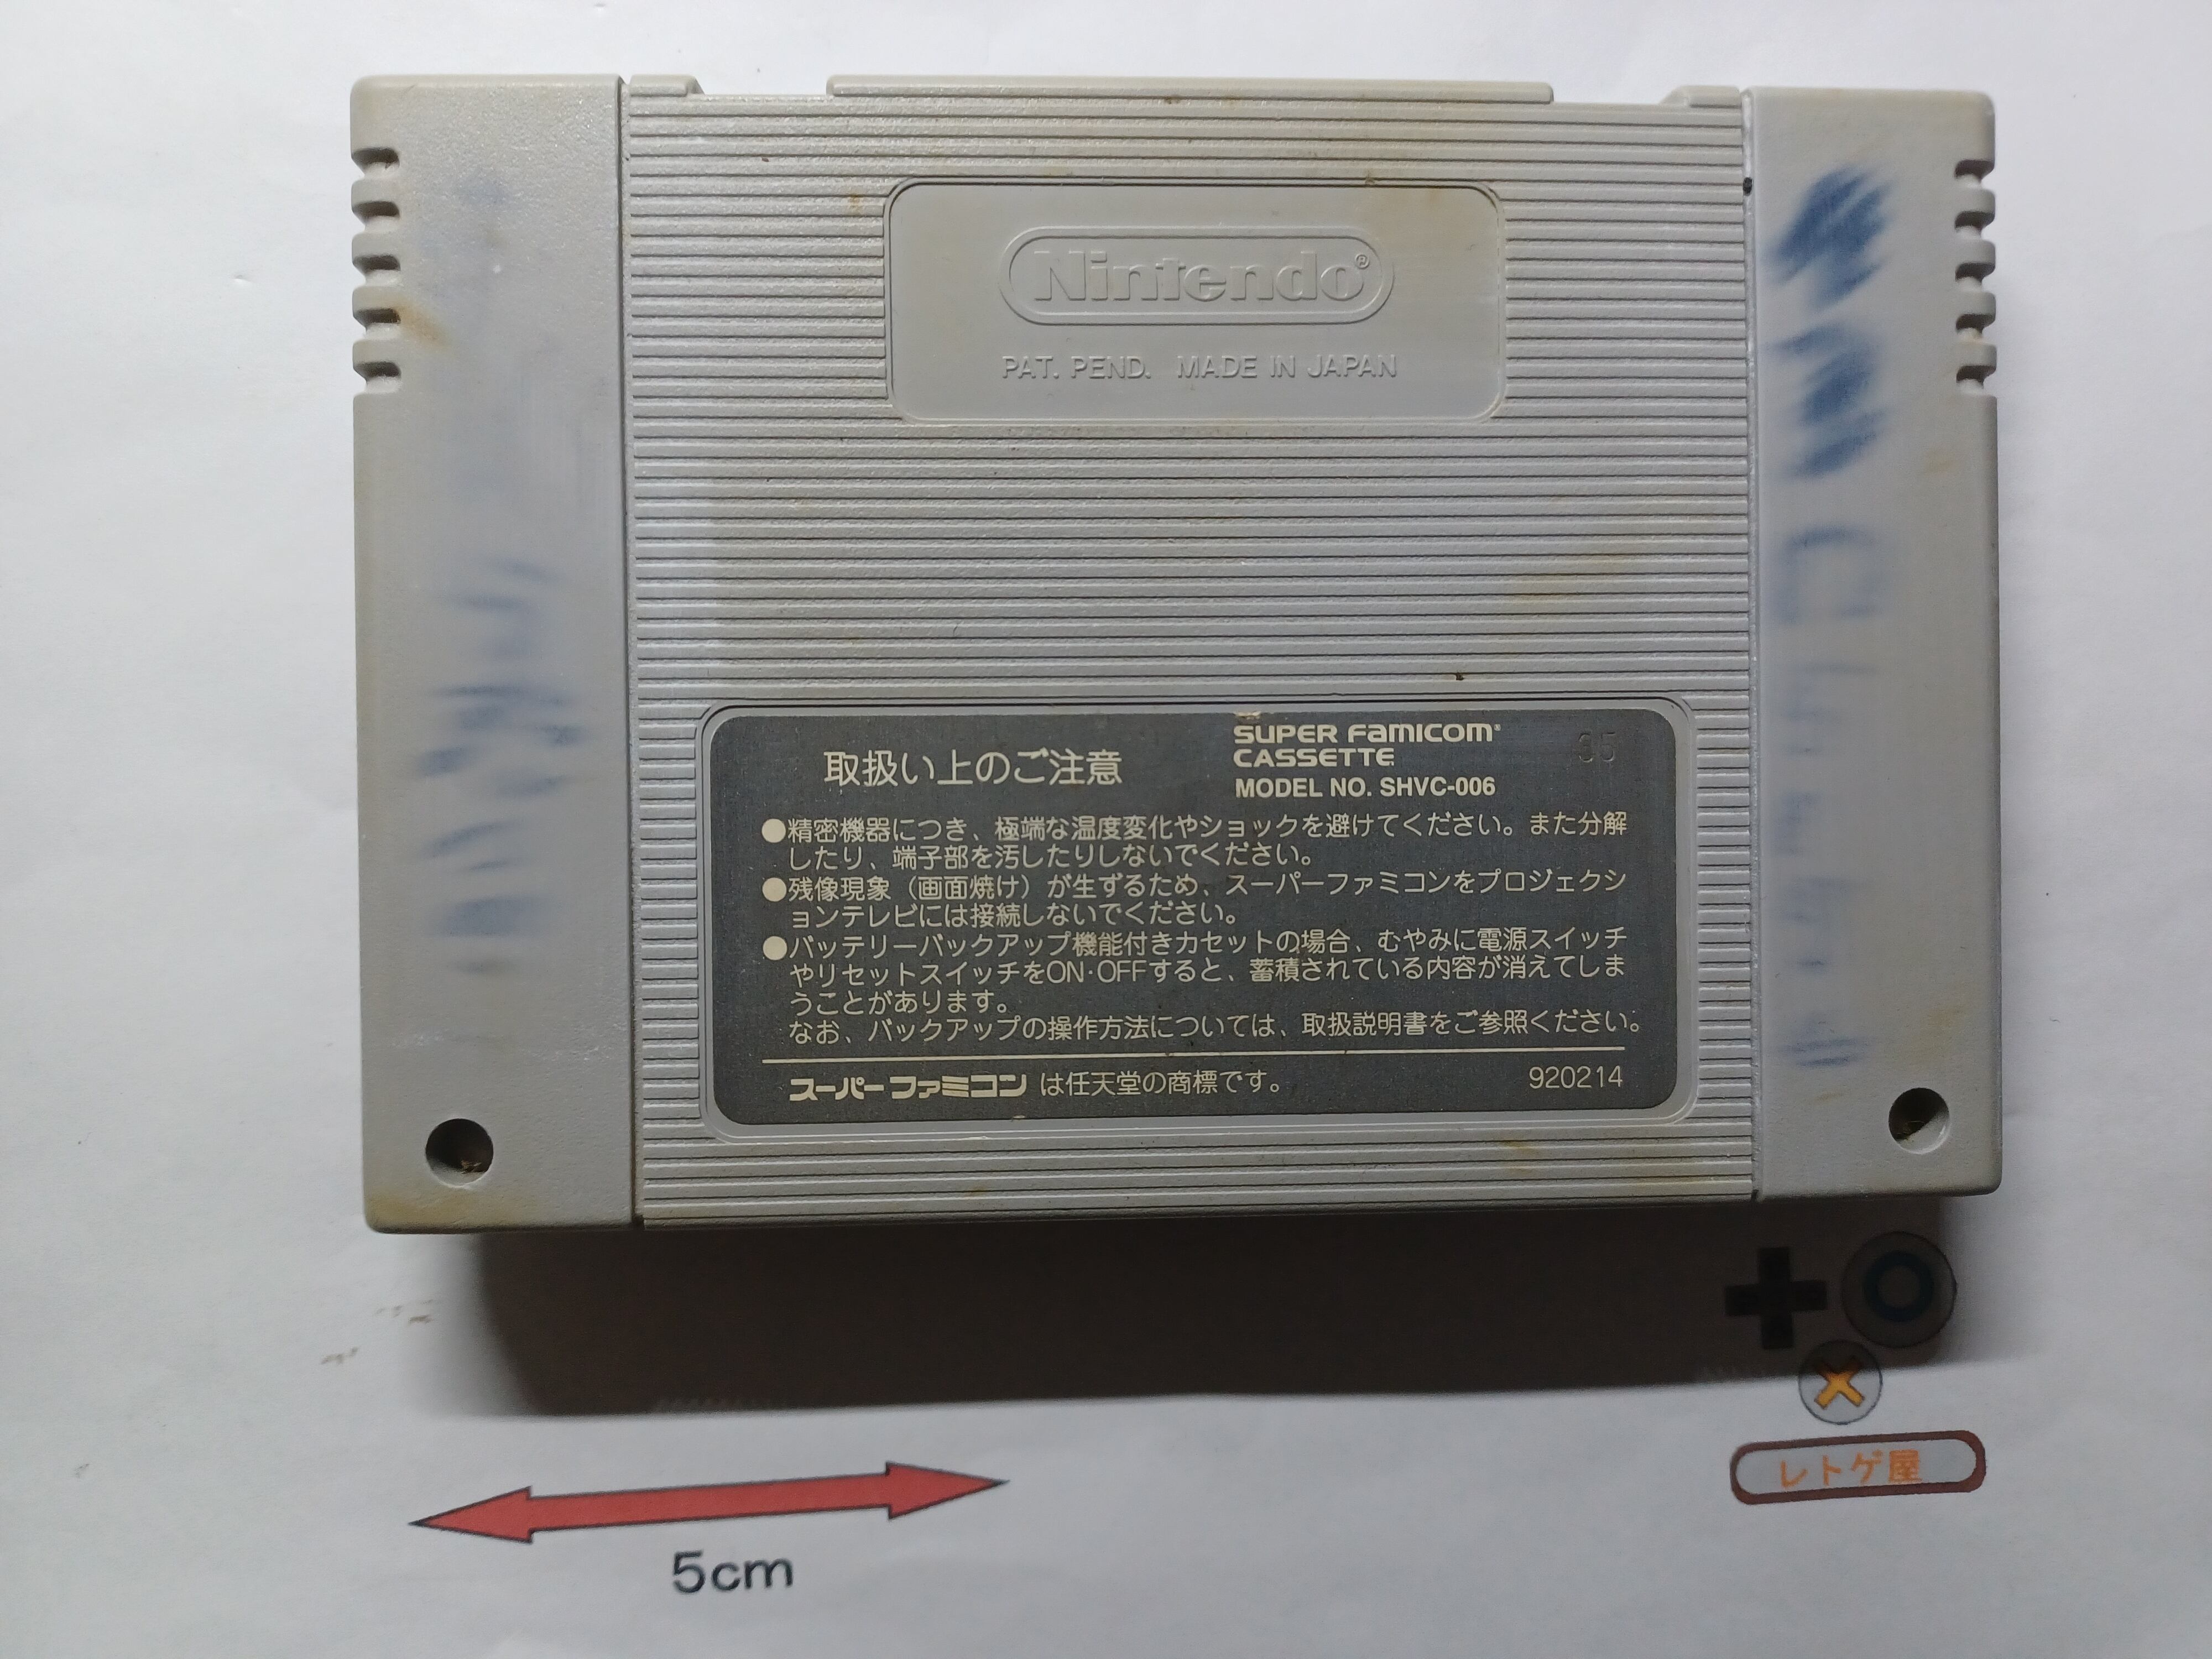 Nintendo®
PAT. PEND. MADE IN JAPAN
取扱い上のご注意
SUPER FAMICOM®
CASSETTE
MODEL NO. SHVC-006
35
●精密機器につき、極端な温度変化やショックを避けてください。また分解
したり、端子部を汚したりしないでください。
●残像現象（画面焼け）が生ずるため、スーパーファミコンをプロジェクシ
ョンテレビには接続しないでください。
●バッテリーバックアップ機能付きカセットの場合、むやみに電源スイッチ
やリセットスイッチをON·OFFすると、蓄積されている内容が消えてしま
うことがあります。
なお、バックアップの操作方法については、取扱説明書をご参照ください。
スーパーファミコン は任天堂の商標です。 920214
5cm
レトゲ屋